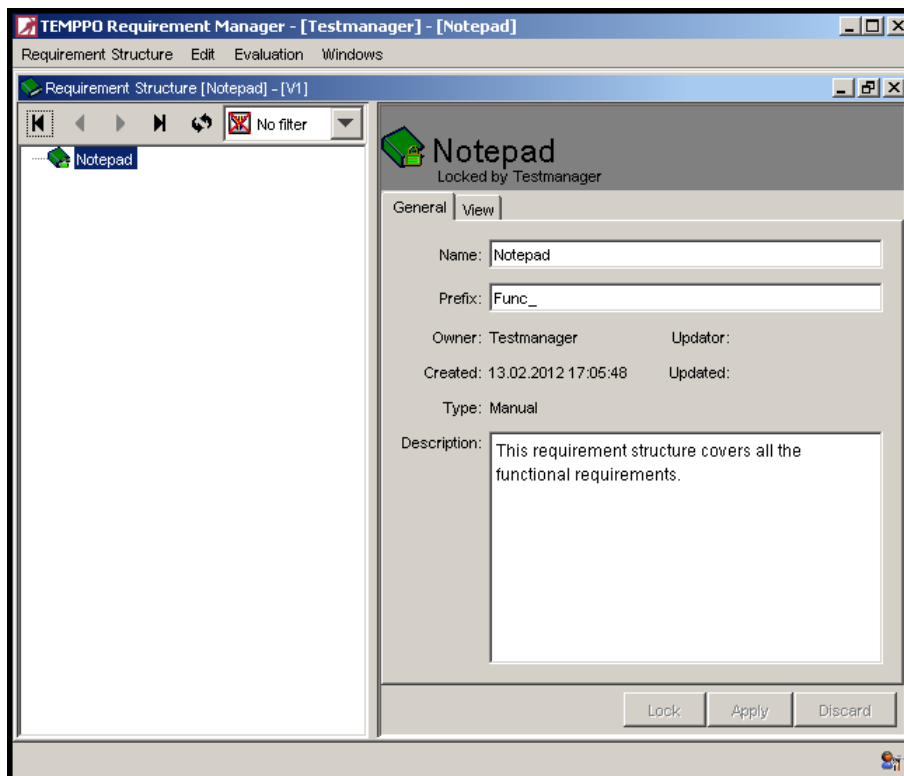 TEMPPO Requirement Manager - [Testmanager] - [Notepad]
Requirement Structure Edit Evaluation Windows
Requirement Structure [Notepad] - [V1]
No filter
Notepad
Notepad
Locked by Testmanager
General View
Name: Notepad
Prefix: Func_
Owner: Testmanager Updator:
Created: 13.02.2012 17:05:48 Updated:
Type: Manual
Description: This requirement structure covers all the
functional requirements.
Lock Apply Discard